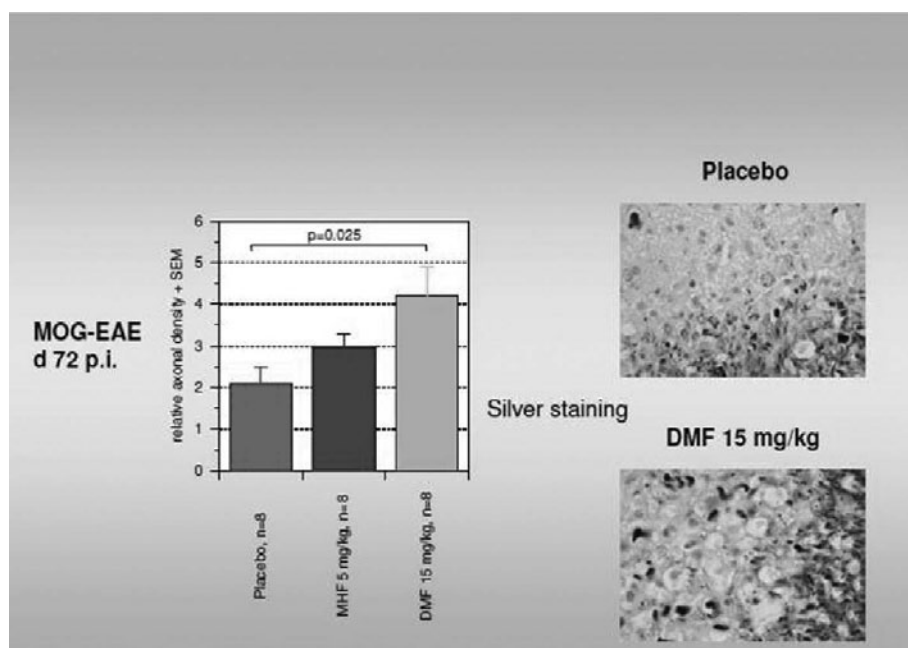 Placebo
6
5
4
3
2
1
0
relative axonal density + SEM
p=0.025
MOG-EAE
d 72 p.i.
Silver staining
DMF 15 mg/kg
Placebo, n=8
MHF 5 mg/kg, n=8
DMF 15 mg/kg, n=8